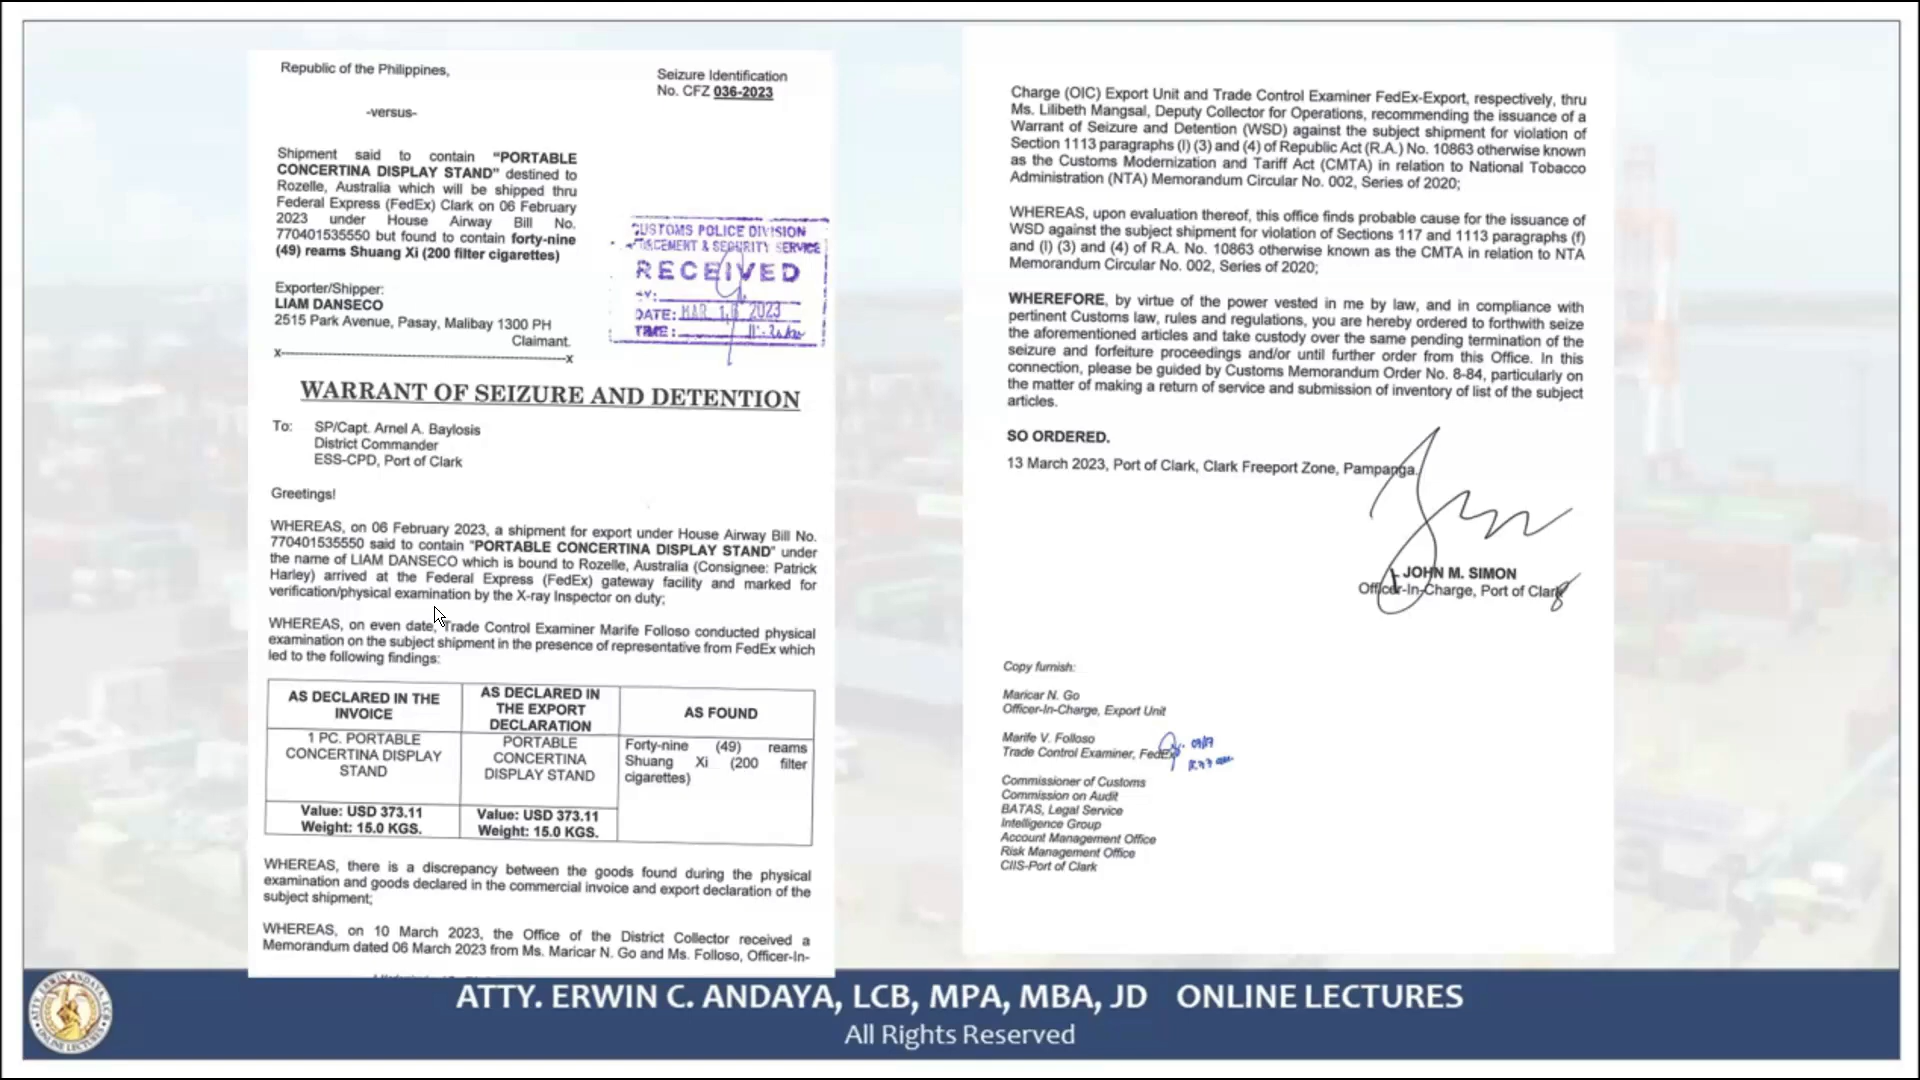 Republic of the Philippines,
-versus-
Seizure Identification
No. CFZ 036-2023
Shipment said to contain "PORTABLE
CONCERTINA DISPLAY STAND" destined to
Rozelle, Australia which will be shipped thru
Federal Express (FedEx) Clark on 06 February
2023 under House Airway Bill No.
770401535550 but found to contain forty-nine
(49) reams Shuang Xi (200 filter cigarettes)
Exporter/Shipper:
LIAM DANSECO
2515 Park Avenue, Pasay, Malibay 1300 PH
Claimant.
x-------------------------------------------x
CUSTOMS POLICE DIVISION
& SECURITY SERVICE
RECEIVED
DATE: MAR 2023
TIME:
WARRANT OF SEIZURE AND DETENTION
To: SP/Capt. Arnel A. Baylosis
District Commander
ESS-CPD, Port of Clark
Greetings!
WHEREAS, on 06 February 2023, a shipment for export under House Airway Bill No.
770401535550 said to contain "PORTABLE CONCERTINA DISPLAY STAND" under
the name of LIAM DANSECO which is bound to Rozelle, Australia (Consignee: Patrick
Harley) arrived at the Federal Express (FedEx) gateway facility and marked for
verification/physical examination by the X-ray Inspector on duty;
WHEREAS, on even date, Trade Control Examiner Marife Folloso conducted physical
examination on the subject shipment in the presence of representative from FedEx which
led to the following findings:
AS DECLARED IN THE
INVOICE
AS DECLARED IN
THE EXPORT
DECLARATION
AS FOUND
1 PC. PORTABLE
CONCERTINA DISPLAY
STAND
PORTABLE
CONCERTINA
DISPLAY STAND
Forty-nine (49) reams
Shuang Xi (200 filter
cigarettes)
Value: USD 373.11
Weight: 15.0 KGS.
Value: USD 373.11
Weight: 15.0 KGS.
WHEREAS, there is a discrepancy between the goods found during the physical
examination and goods declared in the commercial invoice and export declaration of the
subject shipment;
WHEREAS, on 10 March 2023, the Office of the District Collector received a
Memorandum dated 06 March 2023 from Ms. Maricar N. Go and Ms. Folloso, Officer-In-
Charge (OIC) Export Unit and Trade Control Examiner FedEx-Export, respectively, thru
Ms. Lilibeth Mangsal, Deputy Collector for Operations, recommending the issuance of a
Warrant of Seizure and Detention (WSD) against the subject shipment for violation of
Section 1113 paragraphs (l) (3) and (4) of Republic Act (R.A.) No. 10863 otherwise known
as the Customs Modernization and Tariff Act (CMTA) in relation to National Tobacco
Administration (NTA) Memorandum Circular No. 002, Series of 2020;
WHEREAS, upon evaluation thereof, this office finds probable cause for the issuance of
WSD against the subject shipment for violation of Sections 117 and 1113 paragraphs (f)
and (l) (3) and (4) of R.A. No. 10863 otherwise known as the CMTA in relation to NTA
Memorandum Circular No. 002, Series of 2020;
WHEREFORE, by virtue of the power vested in me by law, and in compliance with
pertinent Customs law, rules and regulations, you are hereby ordered to forthwith seize
the aforementioned articles and take custody over the same pending termination of the
seizure and forfeiture proceedings and/or until further order from this Office. In this
connection, please be guided by Customs Memorandum Order No. 8-84, particularly on
the matter of making a return of service and submission of inventory of list of the subject
articles.
SO ORDERED.
13 March 2023, Port of Clark, Clark Freeport Zone, Pampanga.
JOHN M. SIMON
Officer-In-Charge, Port of Clark
Copy furnish:
Maricar N. Go
Officer-In-Charge, Export Unit
Marife V. Folloso
Trade Control Examiner, FedEx
Commissioner of Customs
Commission on Audit
BATAS, Legal Service
Intelligence Group
Account Management Office
Risk Management Office
CIIS-Port of Clark
ATTY. ERWIN C. ANDAYA, LCB, MPA, MBA, JD ONLINE LECTURES
All Rights Reserved
ATTY. ERWIN ANDAYA, LCB
ONLINE LECTURES